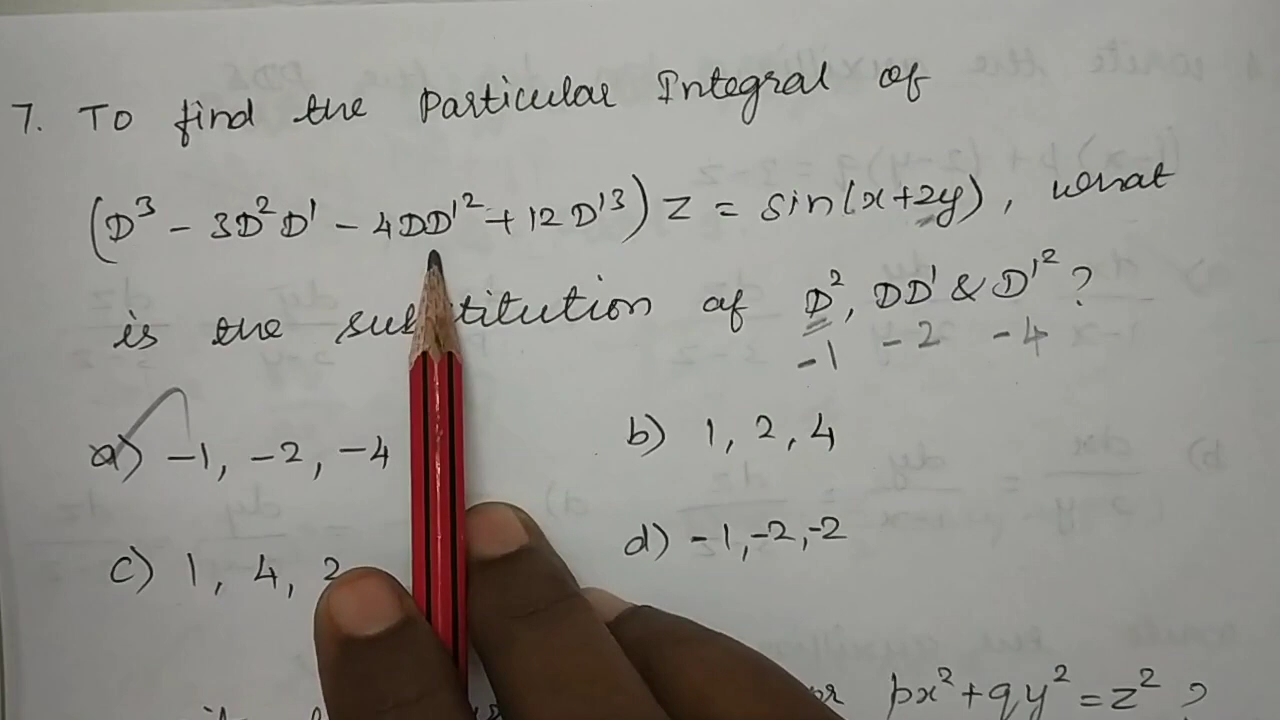 7. To find the Particular Integral of
(D³ - 3D²D' - 4DD'² + 12D'³) z = sin(x+2y), what
is the substitution of D², DD' & D'²?
-1 -2 -4
a) -1, -2, -4 b) 1, 2, 4
c) 1, 4, 2 d) -1, -2, -2
px²+qy²=z²?